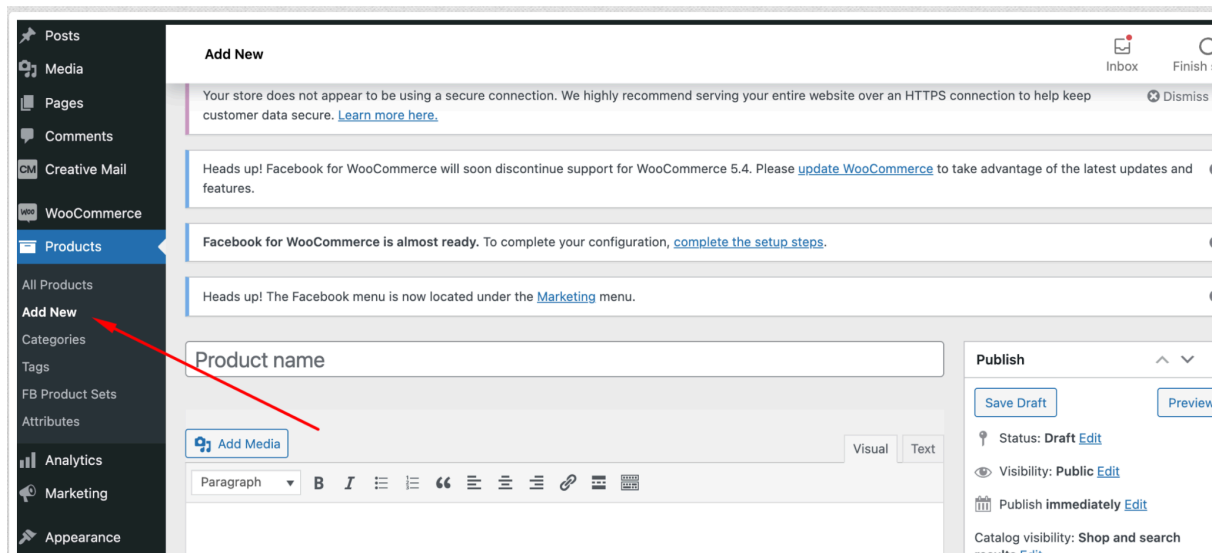 Posts
Media
Pages
Comments
CM Creative Mail
Woo WooCommerce
Products
All Products
Add New
Categories
Tags
FB Product Sets
Attributes
Analytics
Marketing
Appearance
Add New
Inbox
Finish
Your store does not appear to be using a secure connection. We highly recommend serving your entire website over an HTTPS connection to help keep
customer data secure. Learn more here.
Dismiss
Heads up! Facebook for WooCommerce will soon discontinue support for WooCommerce 5.4. Please update WooCommerce to take advantage of the latest updates and
features.
Facebook for WooCommerce is almost ready. To complete your configuration, complete the setup steps.
Heads up! The Facebook menu is now located under the Marketing menu.
Product name
Add Media
Visual Text
Paragraph B I
Publish
Save Draft
Preview
Status: Draft Edit
Visibility: Public Edit
Publish immediately Edit
Catalog visibility: Shop and search
results Edit